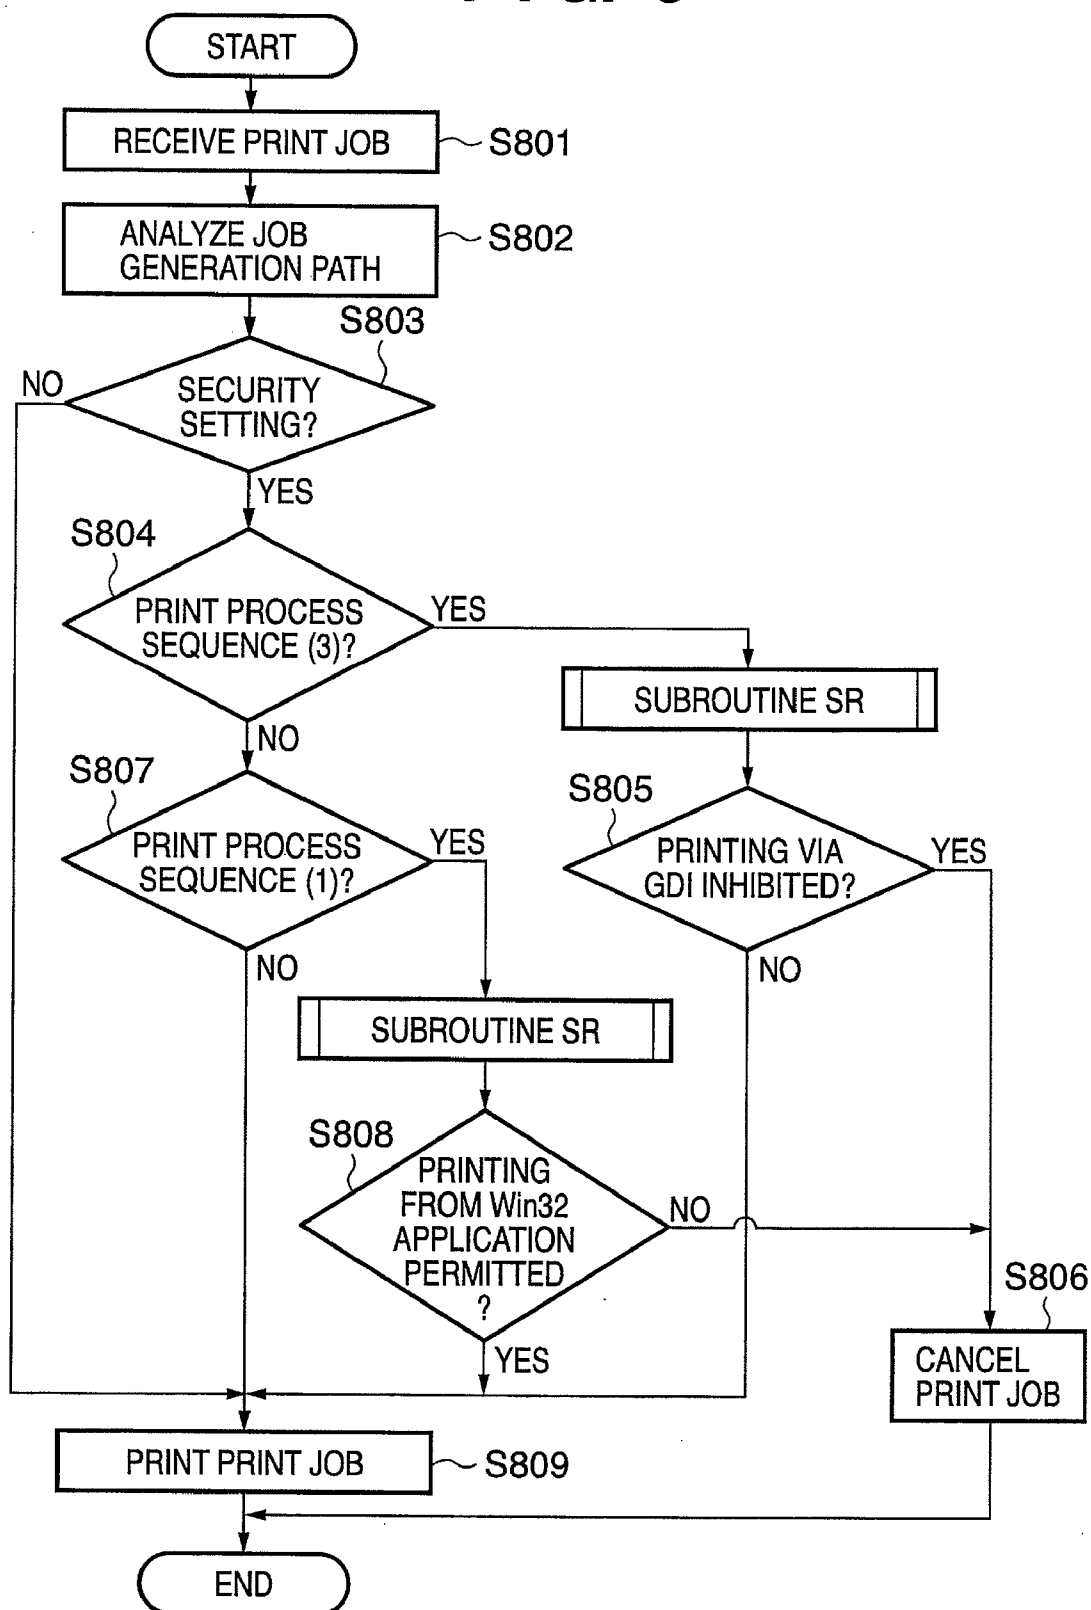 START
RECEIVE PRINT JOB
S801
ANALYZE JOB
GENERATION PATH
S802
S803
NO
SECURITY
SETTING?
YES
S804
PRINT PROCESS
SEQUENCE (3)?
YES
SUBROUTINE SR
NO
S807
S805
PRINT PROCESS
SEQUENCE (1)?
YES
PRINTING VIA
GDI INHIBITED?
YES
NO
NO
SUBROUTINE SR
S808
PRINTING
FROM Win32
APPLICATION
PERMITTED
?
NO
S806
YES
CANCEL
PRINT JOB
PRINT PRINT JOB
S809
END